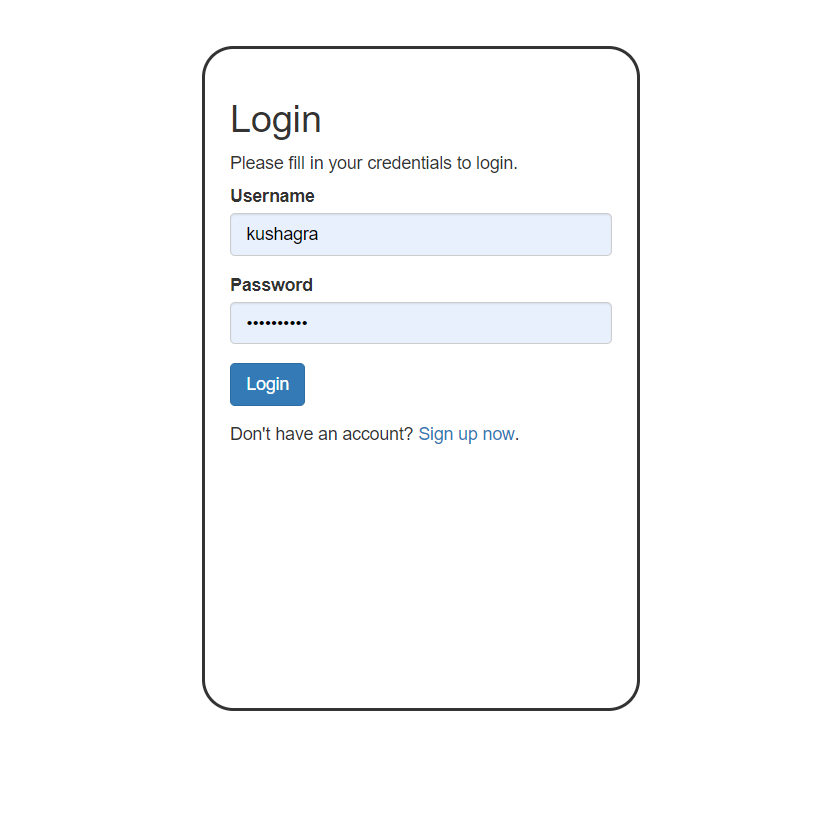 Login
Please fill in your credentials to login.
Username
kushagra
Password
••••••••••
Login
Don't have an account? Sign up now.